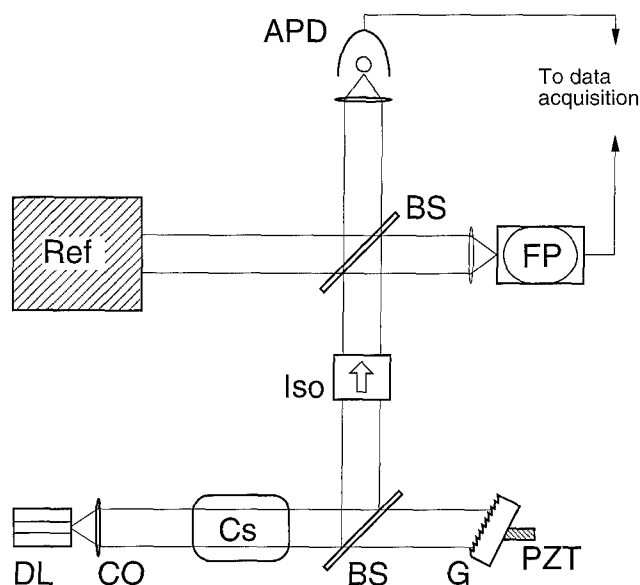 APD
To data
acquisition
BS
Ref
FP
Iso
Cs
DL
CO
BS
G
PZT